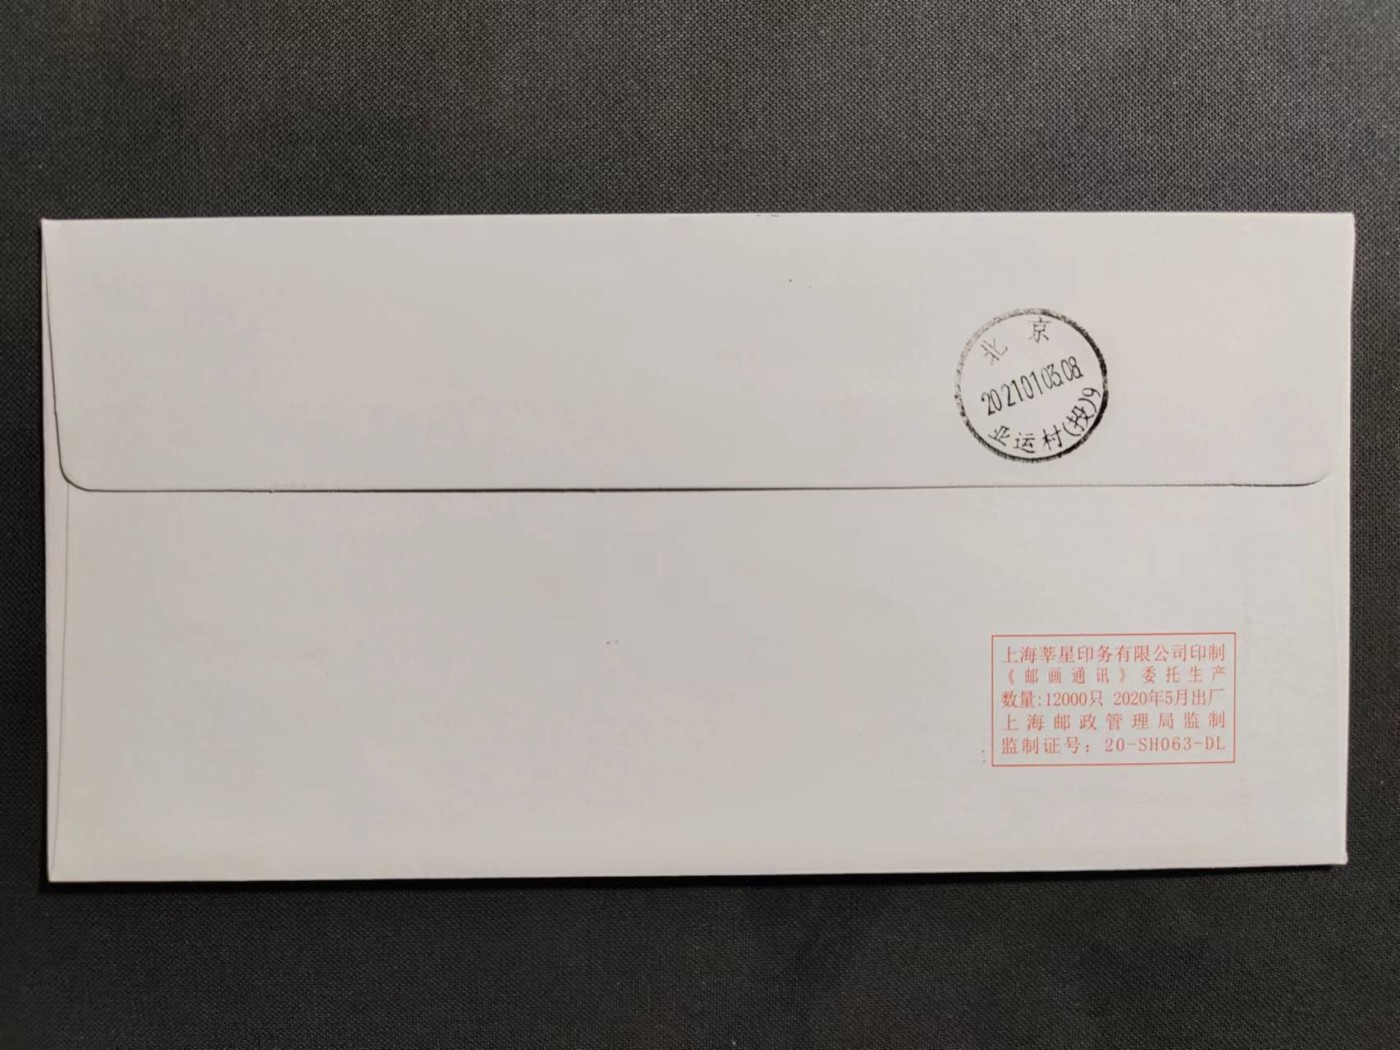 北京
2021.01.03.08
亚运村(投)9
上海莘星印务有限公司印制
《邮画通讯》委托生产
数量:12000只 2020年5月出厂
上海邮政管理局监制
监制证号：20-SH063-DL